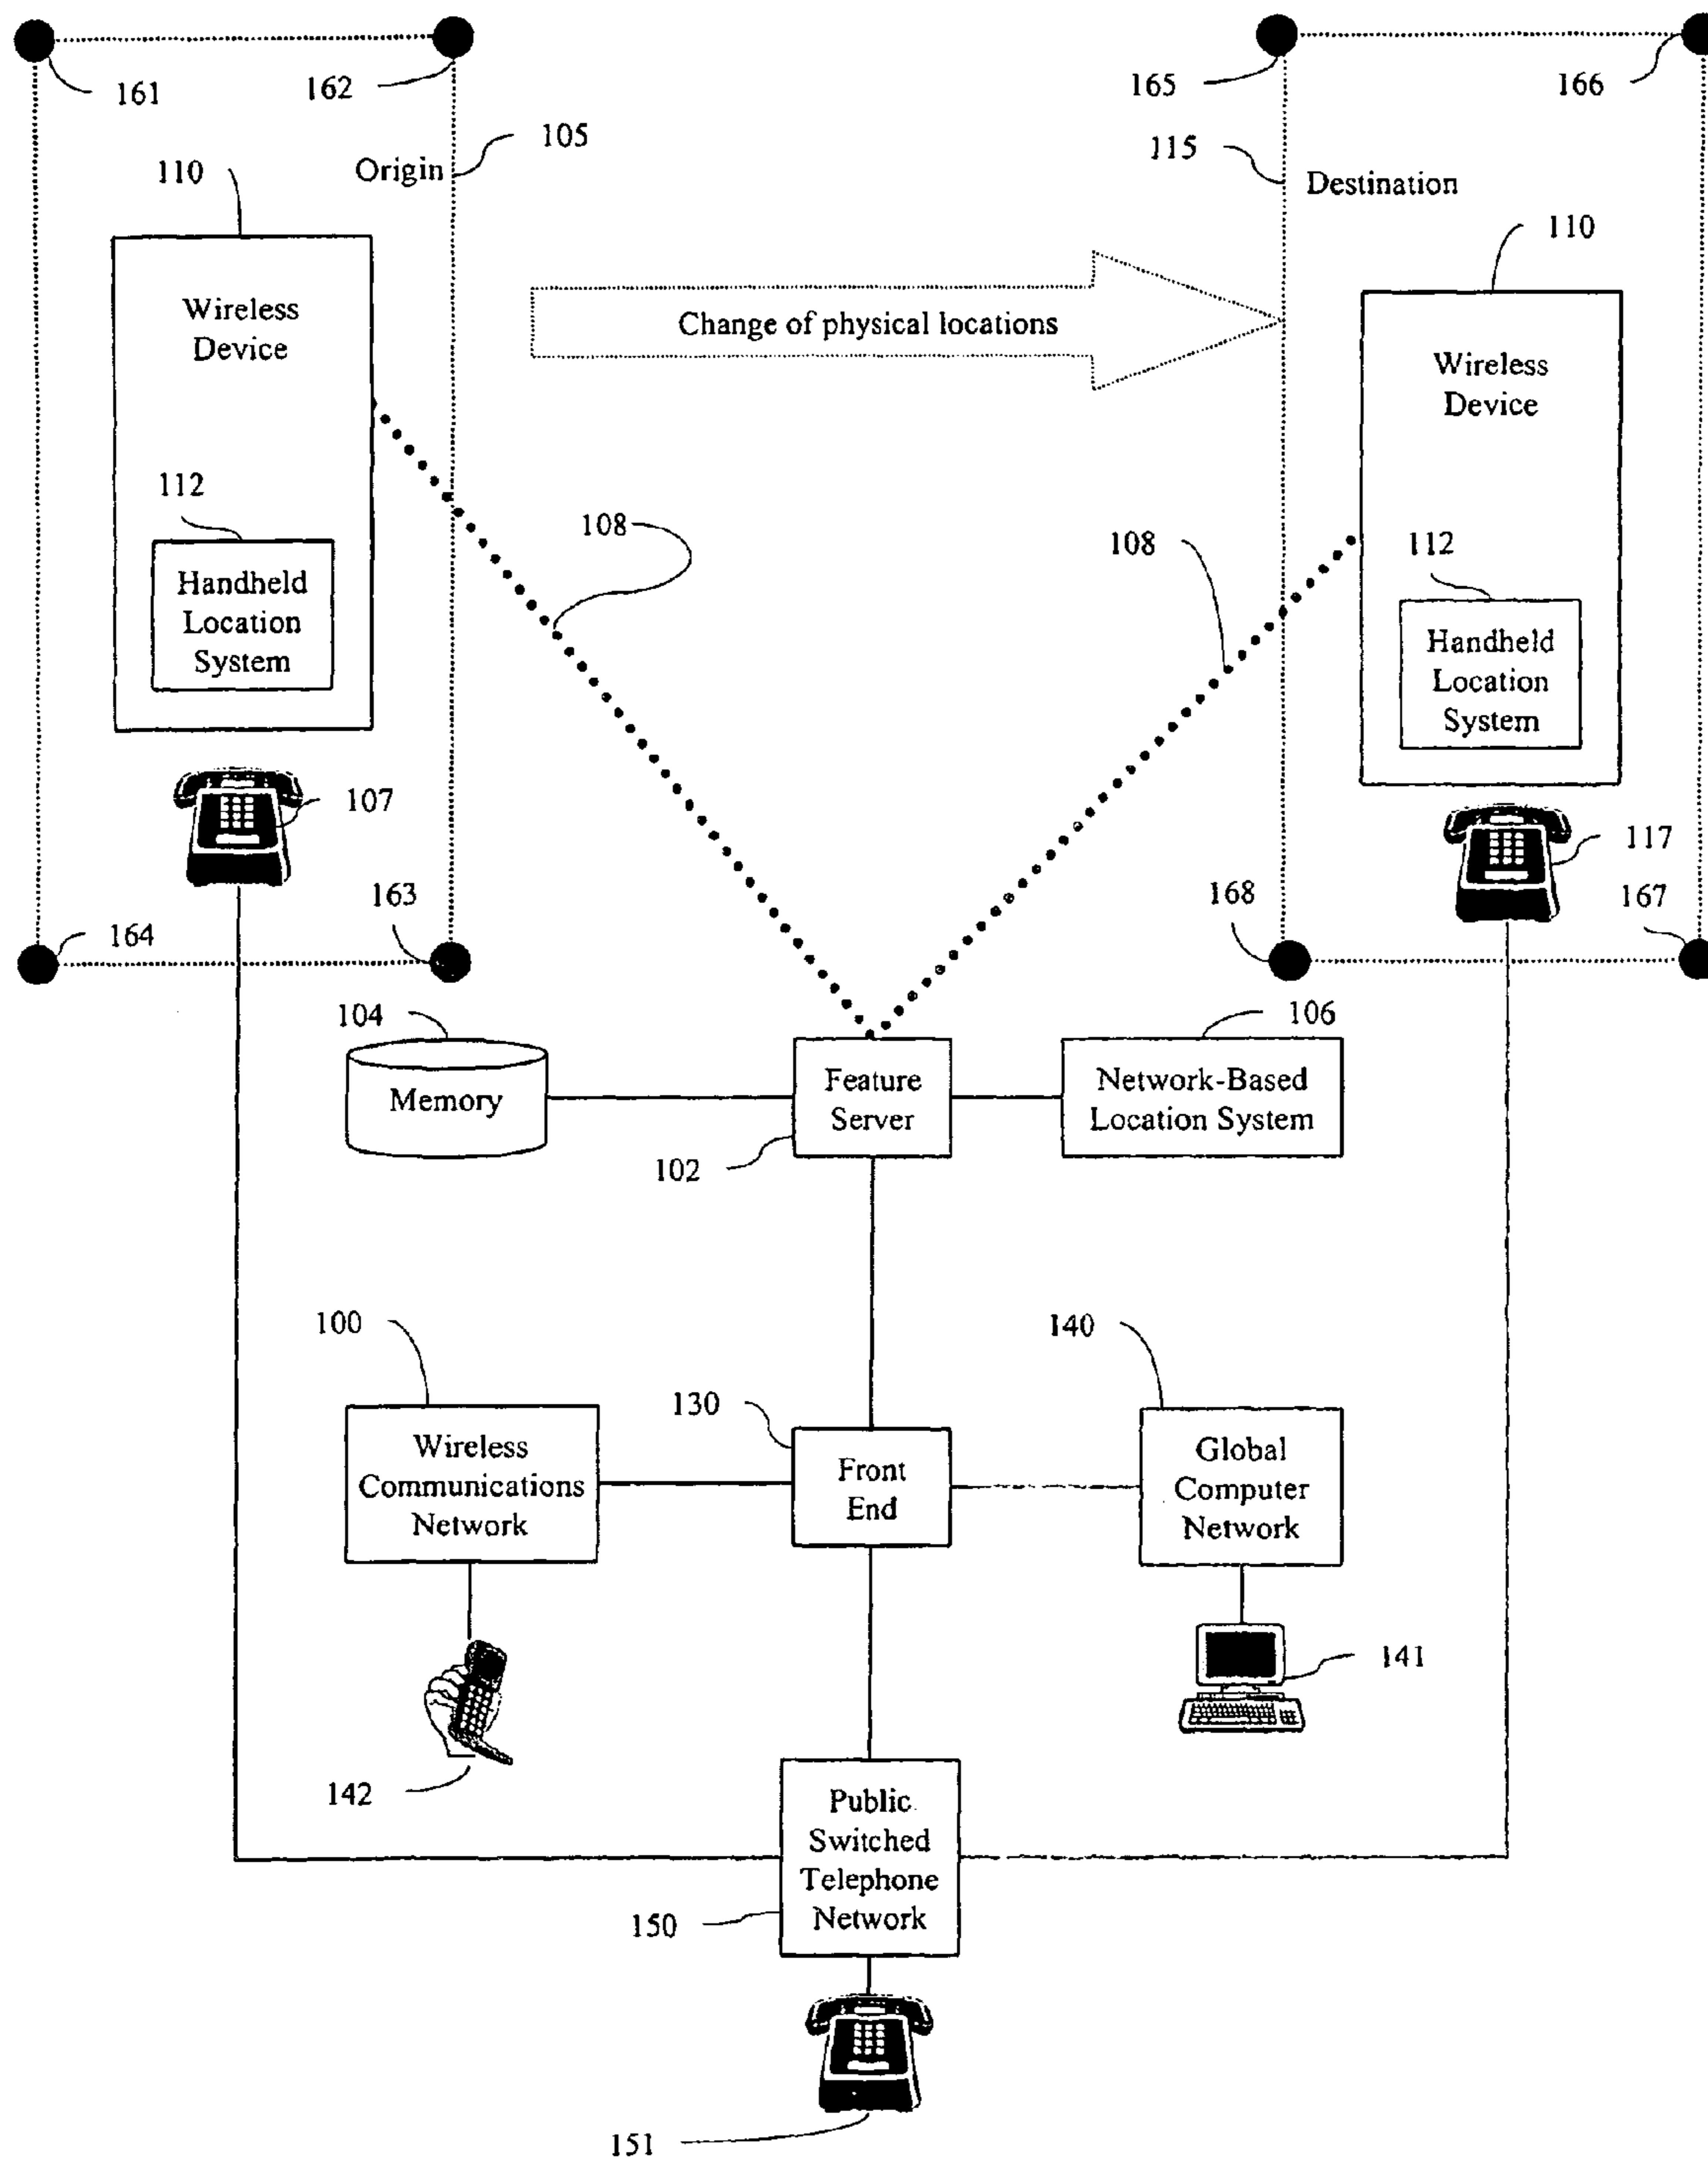 161
162
165
166
105
115
Origin
Destination
110
110
Change of physical locations
Wireless
Device
Wireless
Device
112
108
108
112
Handheld
Location
System
Handheld
Location
System
107
117
164
163
168
167
104
106
Memory
Feature
Server
Network-Based
Location System
102
100
140
130
Wireless
Communications
Network
Front
End
Global
Computer
Network
142
141
Public
Switched
Telephone
Network
150
151